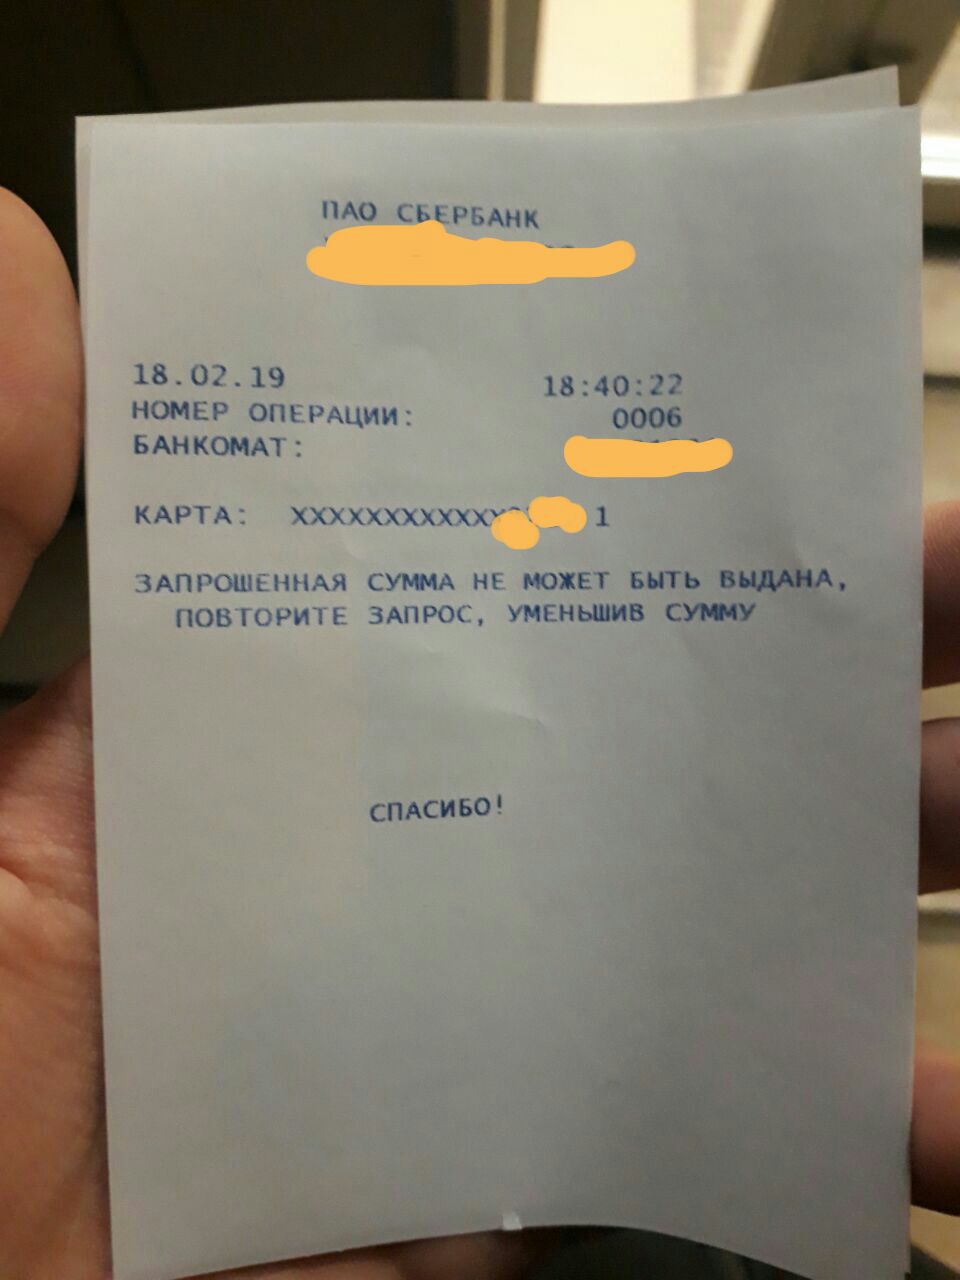 ПАО СБЕРБАНК
18.02.19 18:40:22
НОМЕР ОПЕРАЦИИ: 0006
БАНКОМАТ:
КАРТА: 1
ЗАПРОШЕННАЯ СУММА НЕ МОЖЕТ БЫТЬ ВЫДАНА,
ПОВТОРИТЕ ЗАПРОС, УМЕНЬШИВ СУММУ
СПАСИБО!